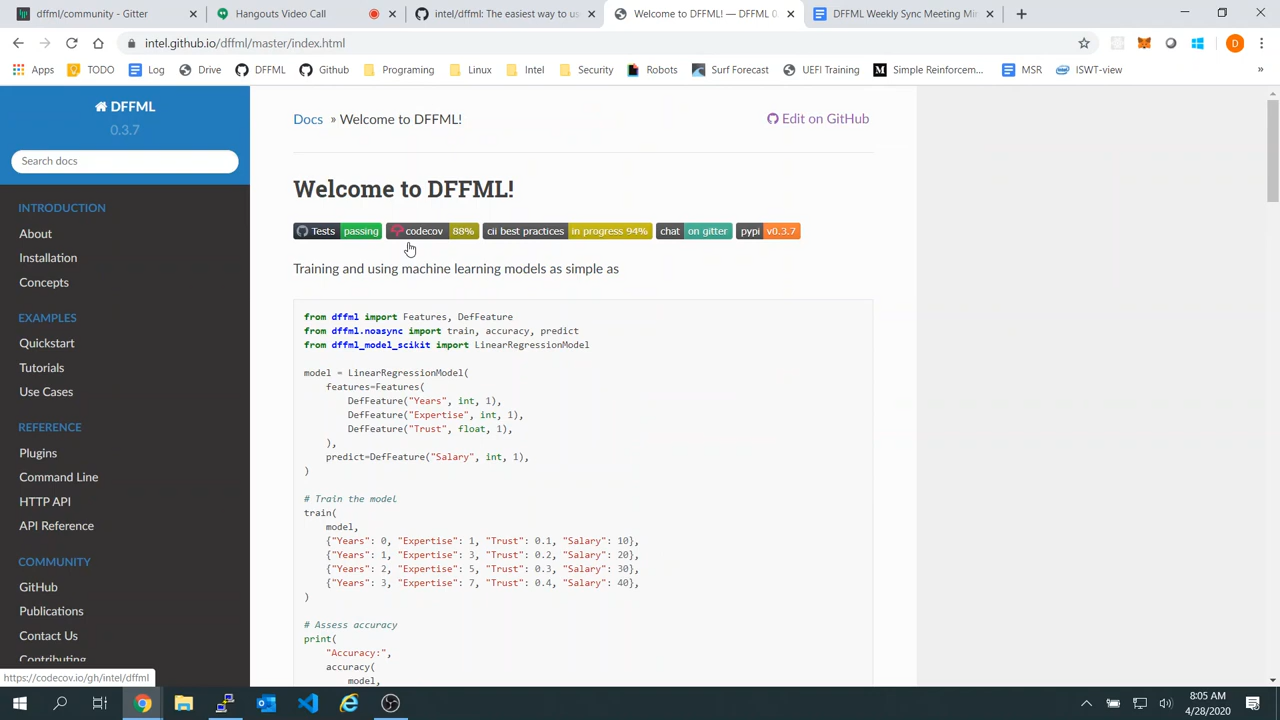 dffml/community - Gitter
Hangouts Video Call
intel/dffml: The easiest way to us
Welcome to DFFML! — DFFML 0.
DFFML Weekly Sync Meeting Min
intel.github.io/dffml/master/index.html
D
Apps
TODO
Log
Drive
DFFML
Github
Programing
Linux
Intel
Security
Robots
Surf Forecast
UEFI Training
Simple Reinforcem...
MSR
ISWT-view
»
DFFML
0.3.7
Search docs
INTRODUCTION
About
Installation
Concepts
EXAMPLES
Quickstart
Tutorials
Use Cases
REFERENCE
Plugins
Command Line
HTTP API
API Reference
COMMUNITY
GitHub
Publications
Contact Us
Contributing
https://codecov.io/gh/intel/dffml
Docs » Welcome to DFFML!
Edit on GitHub
Welcome to DFFML!
Tests passing codecov 88% cii best practices in progress 94% chat on gitter pypi v0.3.7
Training and using machine learning models as simple as
from dffml import Features, DefFeature
from dffml.noasync import train, accuracy, predict
from dffml_model_scikit import LinearRegressionModel
model = LinearRegressionModel(
features=Features(
DefFeature("Years", int, 1),
DefFeature("Expertise", int, 1),
DefFeature("Trust", float, 1),
),
predict=DefFeature("Salary", int, 1),
)
# Train the model
train(
model,
{"Years": 0, "Expertise": 1, "Trust": 0.1, "Salary": 10},
{"Years": 1, "Expertise": 3, "Trust": 0.2, "Salary": 20},
{"Years": 2, "Expertise": 5, "Trust": 0.3, "Salary": 30},
{"Years": 3, "Expertise": 7, "Trust": 0.4, "Salary": 40},
)
# Assess accuracy
print(
"Accuracy:",
accuracy(
model,
8:05 AM
4/28/2020